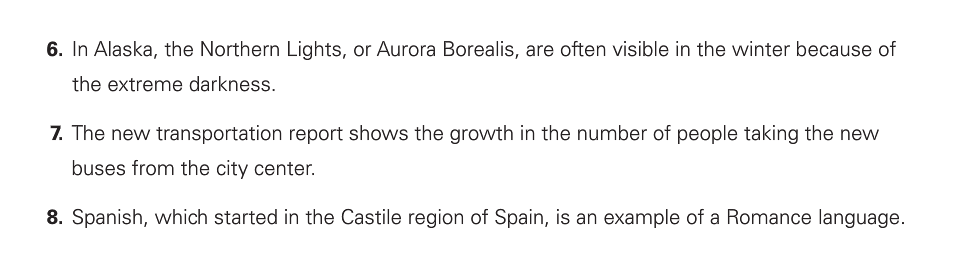 6. In Alaska, the Northern Lights, or Aurora Borealis, are often visible in the winter because of
the extreme darkness.
7. The new transportation report shows the growth in the number of people taking the new
buses from the city center.
8. Spanish, which started in the Castile region of Spain, is an example of a Romance language.